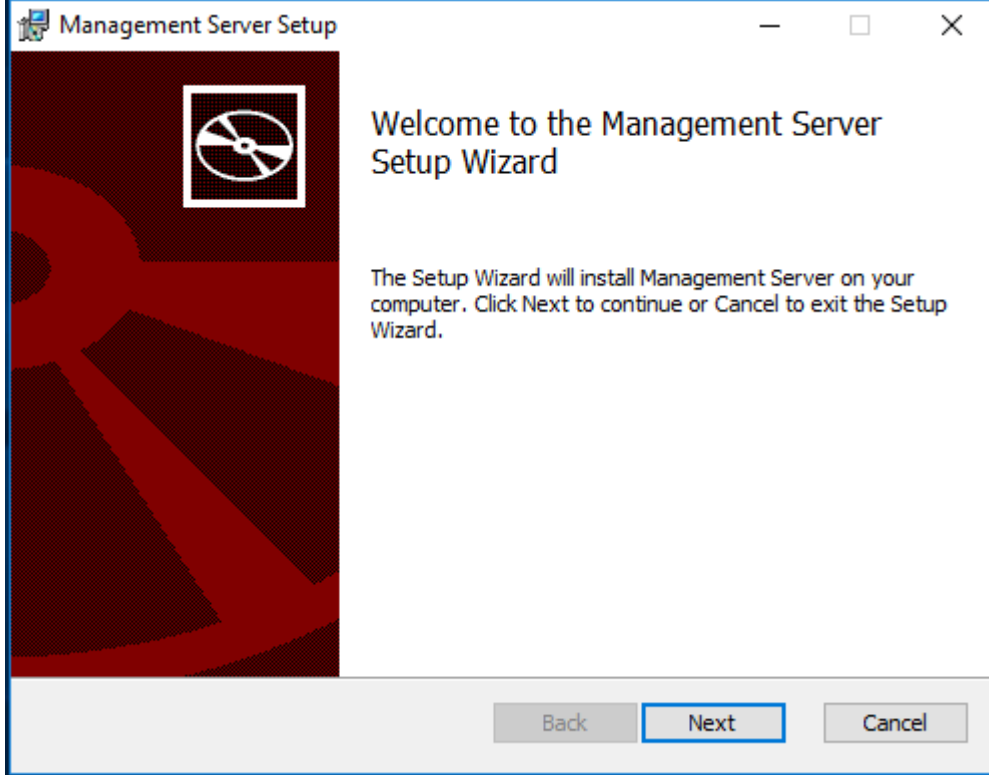 Management Server Setup
Welcome to the Management Server
Setup Wizard
The Setup Wizard will install Management Server on your
computer. Click Next to continue or Cancel to exit the Setup
Wizard.
Back
Next
Cancel